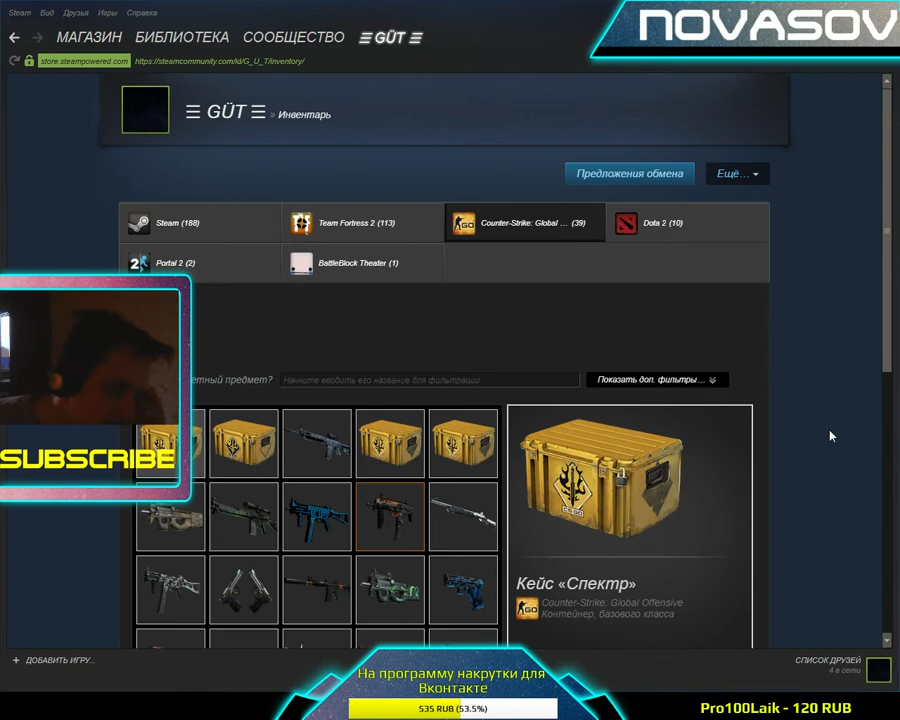 Steam Вид Друзья Игры Справка
NOVASOV
МАГАЗИН БИБЛИОТЕКА СООБЩЕСТВО ☰ GÜT ☰
store.steampowered.com https://steamcommunity.com/id/G_U_T/inventory/
☰ GÜT ☰ » Инвентарь
Предложения обмена Ещё...
Steam (188) Team Fortress 2 (113) Counter-Strike: Global ... (39) Dota 2 (10)
Portal 2 (2) BattleBlock Theater (1)
предмет? Начните вводить его название для фильтрации Показать доп. фильтры...
SUBSCRIBE
CS:GO
Кейс «Спектр»
GO Counter-Strike: Global Offensive
Контейнер, базового класса
ДОБАВИТЬ ИГРУ...
СПИСОК ДРУЗЕЙ
4 в сети
На программу накрутки для
Вконтакте
535 RUB (53.5%)
Pro100Laik - 120 RUB